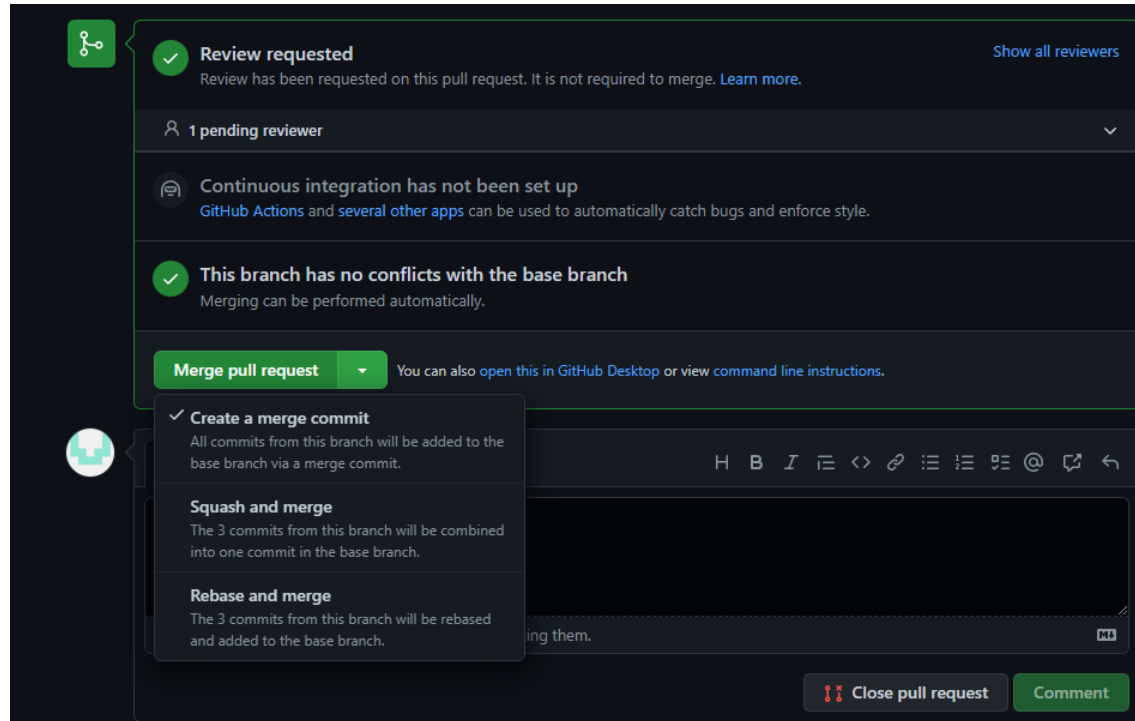 Review requested
Show all reviewers
Review has been requested on this pull request. It is not required to merge. Learn more.
1 pending reviewer
Continuous integration has not been set up
GitHub Actions and several other apps can be used to automatically catch bugs and enforce style.
This branch has no conflicts with the base branch
Merging can be performed automatically.
Merge pull request
You can also open this in GitHub Desktop or view command line instructions.
Create a merge commit
All commits from this branch will be added to the
base branch via a merge commit.
Squash and merge
The 3 commits from this branch will be combined
into one commit in the base branch.
Rebase and merge
The 3 commits from this branch will be rebased
and added to the base branch.
ing them.
Close pull request
Comment